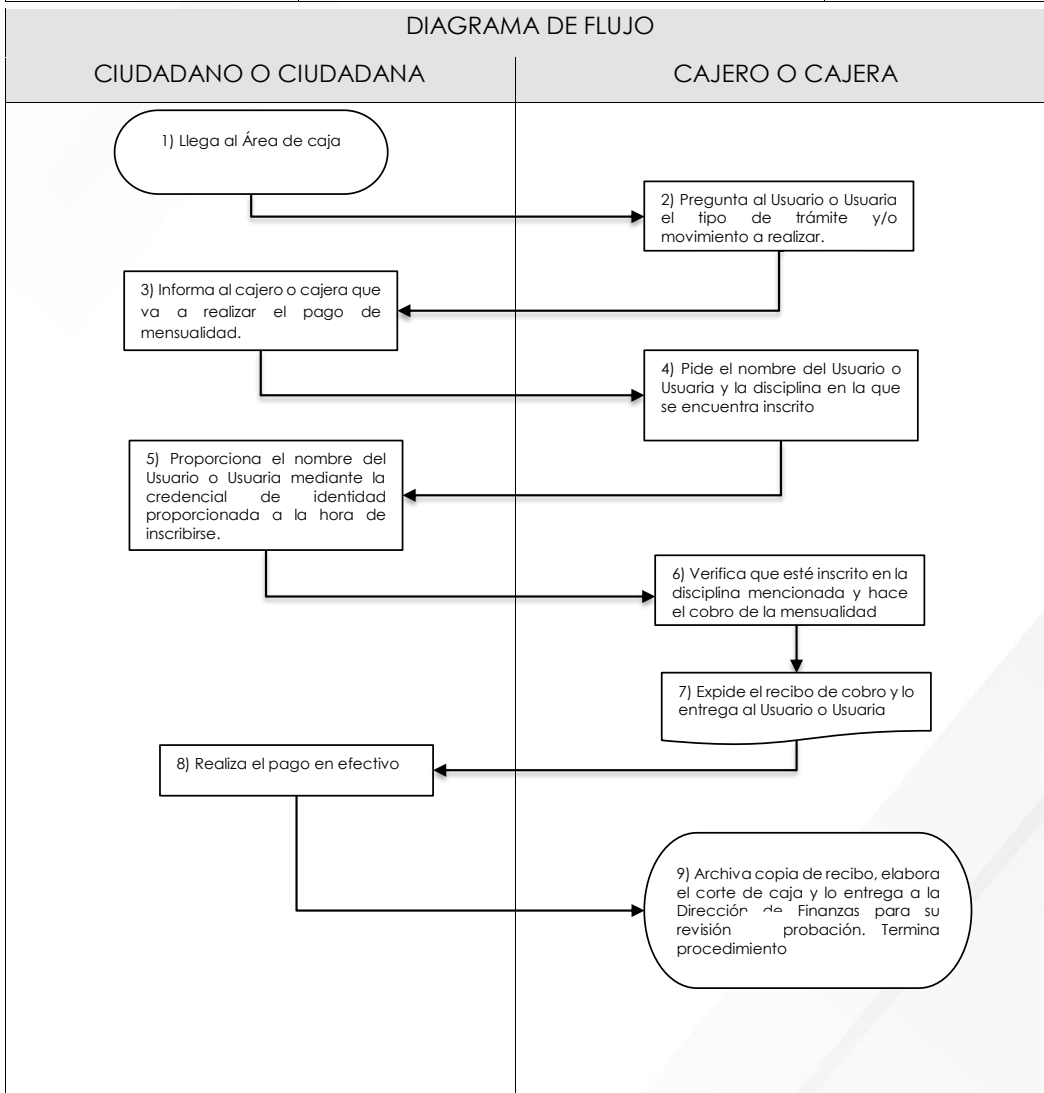 DIAGRAMA DE FLUJO
CIUDADANO O CIUDADANA
CAJERO O CAJERA
1) Llega al Área de caja
2) Pregunta al Usuario o Usuaria
el tipo de trámite y/o
movimiento a realizar.
3) Informa al cajero o cajera que
va a realizar el pago de
mensualidad.
4) Pide el nombre del Usuario o
Usuaria y la disciplina en la que
se encuentra inscrito
5) Proporciona el nombre del
Usuario o Usuaria mediante la
credencial de identidad
proporcionada a la hora de
inscribirse.
6) Verifica que esté inscrito en la
disciplina mencionada y hace
el cobro de la mensualidad
7) Expide el recibo de cobro y lo
entrega al Usuario o Usuaria
8) Realiza el pago en efectivo
9) Archiva copia de recibo, elabora
el corte de caja y lo entrega a la
Dirección de Finanzas para su
revisión probación. Termina
procedimiento